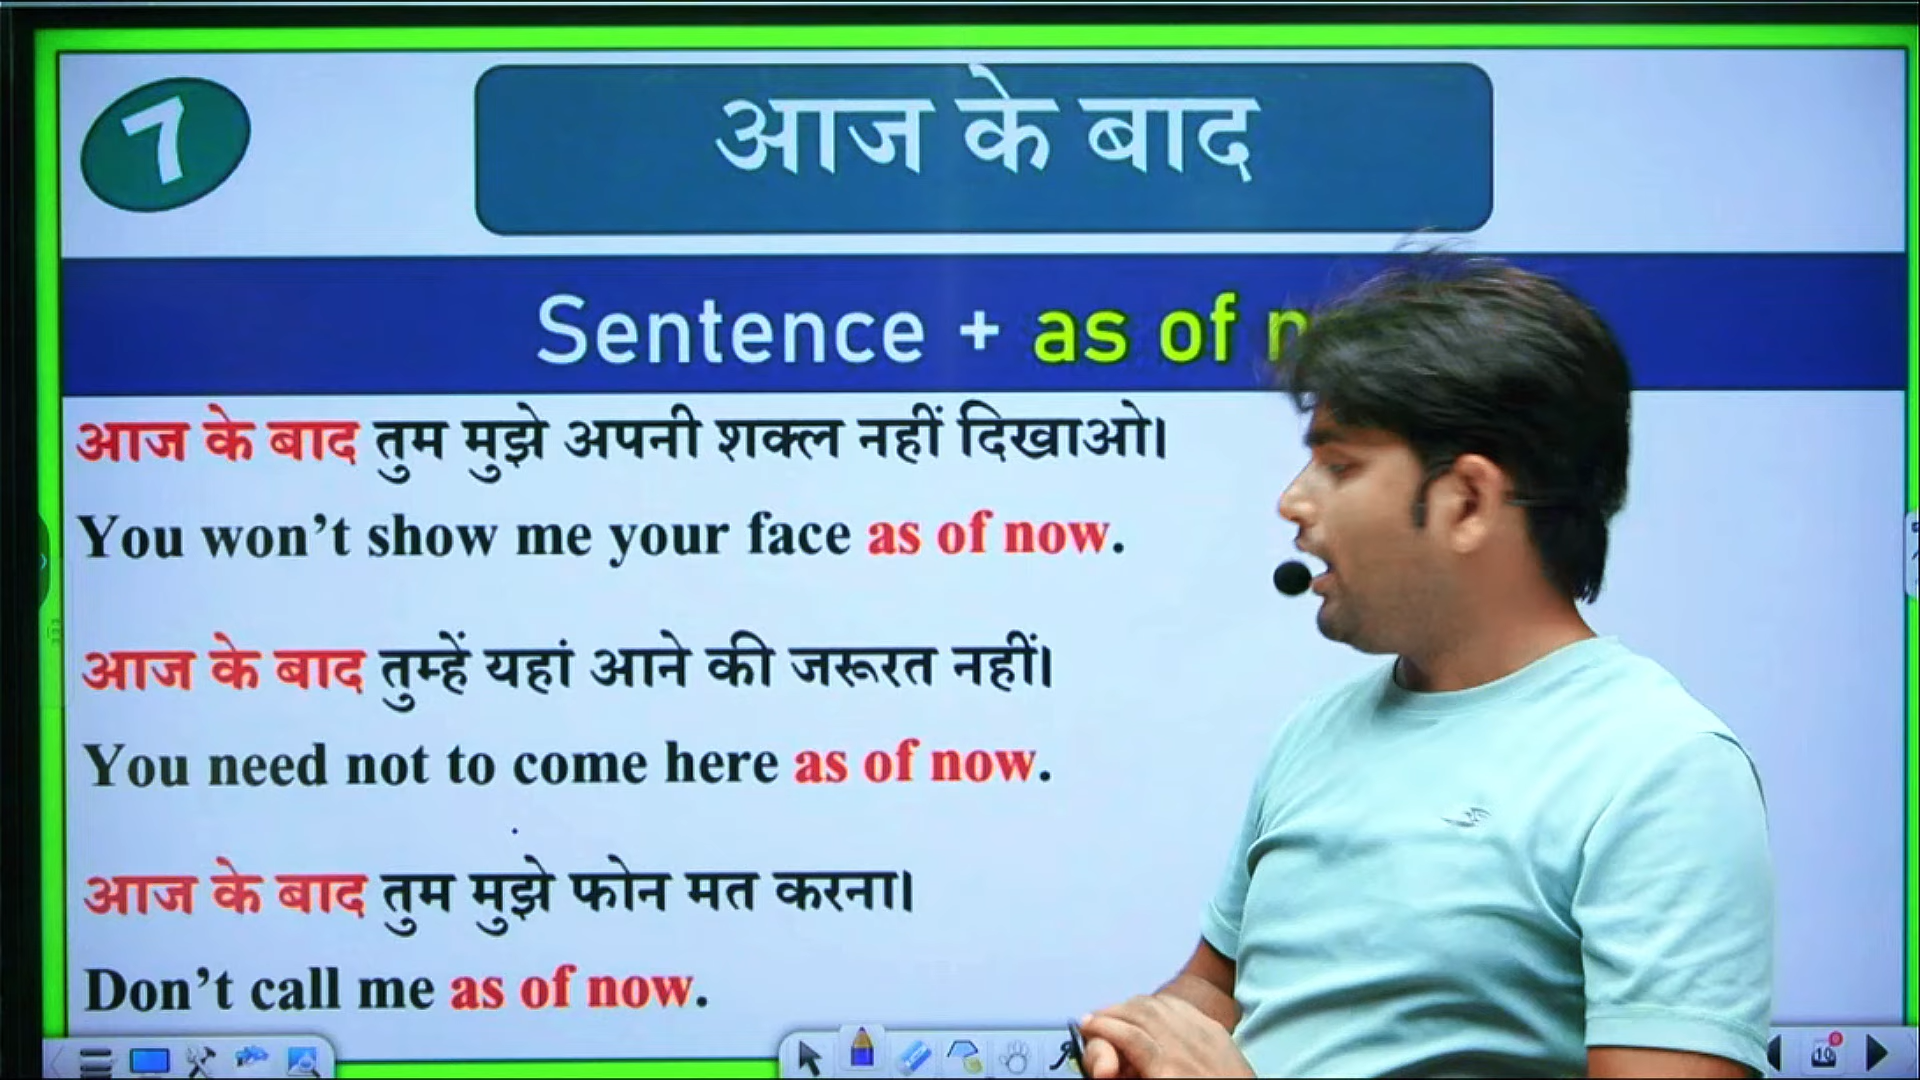 7
आज के बाद
Sentence + as of
आज के बाद तुम मुझे अपनी शक्ल नहीं दिखाओ।
You won't show me your face as of now.
आज के बाद तुम्हें यहां आने की जरूरत नहीं।
You need not to come here as of now.
आज के बाद तुम मुझे फोन मत करना।
Don't call me as of now.
10